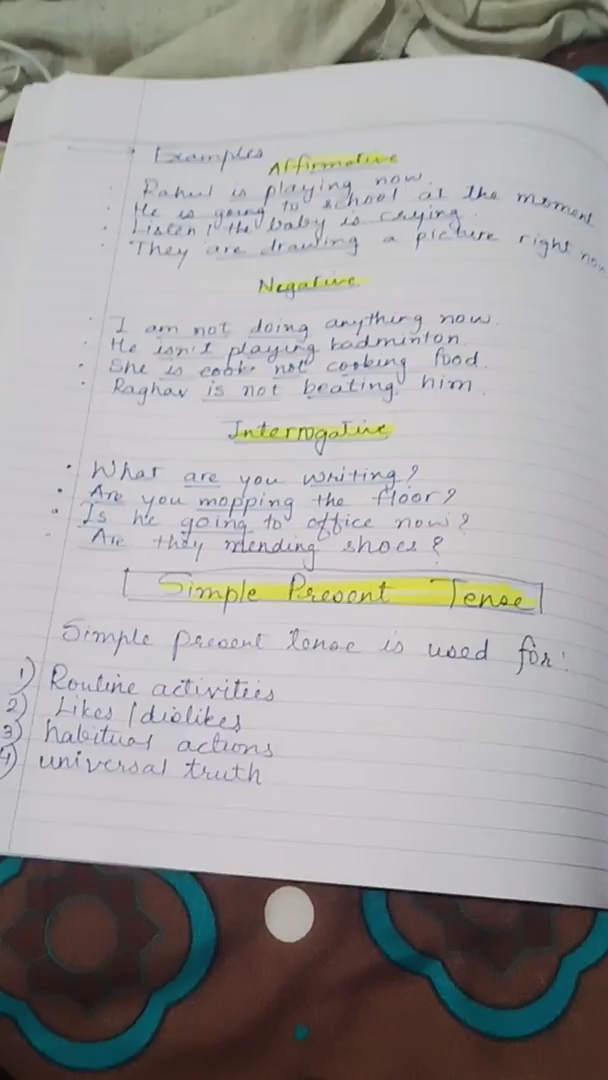 Examples
Affirmative
Rahul is playing now.
He is going to school at the moment
Listen! the baby is crying
They are drawing a picture right now
Negative
I am not doing anything now.
He isn't playing badminton.
She is not cooking food.
Raghav is not beating him.
Interrogative
What are you writing?
Are you mopping the floor?
Is he going to office now?
Are they mending shoes?
Simple Present Tense
Simple present tense is used for:
1) Routine activities
2) Likes / dislikes
3) habitual actions
4) universal truth